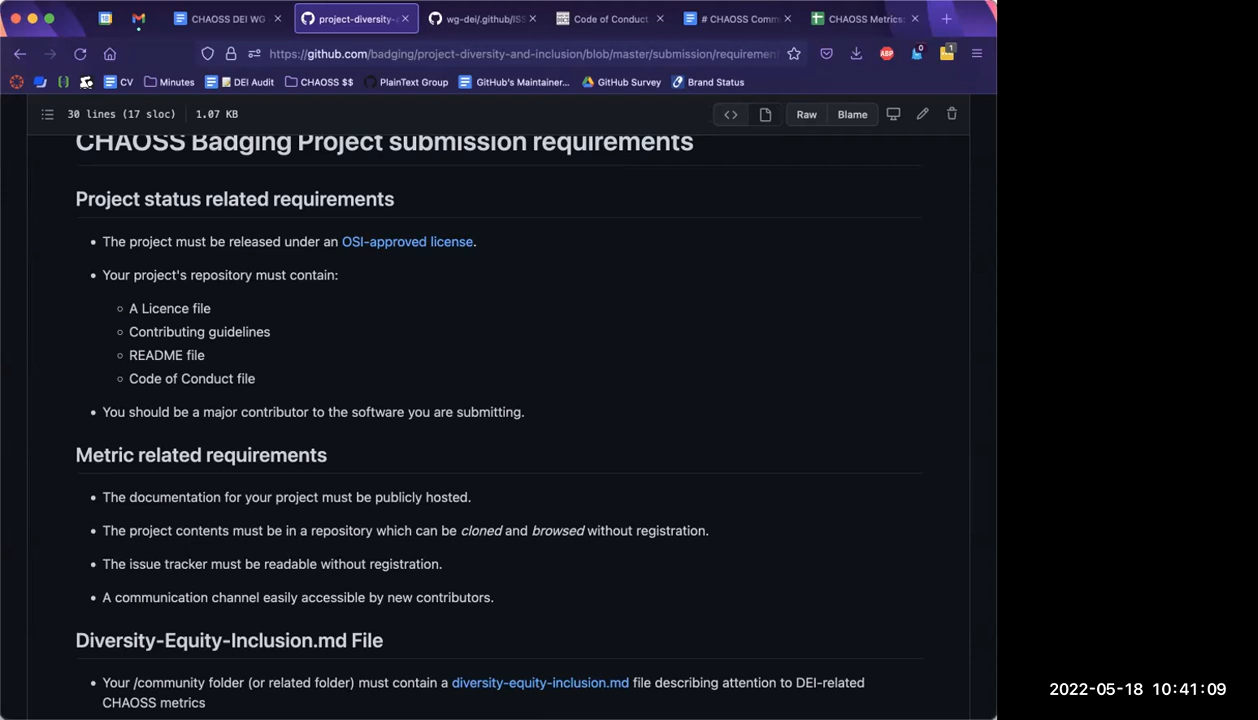 CHAOSS DEI WG
project-diversity-
wg-dei/.github/ISS
Code of Conduct
# CHAOSS Comm
CHAOSS Metrics:
https://github.com/badging/project-diversity-and-inclusion/blob/master/submission/requirement
ABP
0
1
CV
Minutes
DEI Audit
CHAOSS $$
PlainText Group
GitHub's Maintainer...
GitHub Survey
Brand Status
30 lines (17 sloc)
1.07 KB
Raw
Blame
CHAOSS Badging Project submission requirements
Project status related requirements
• The project must be released under an OSI-approved license.
• Your project's repository must contain:
○ A Licence file
○ Contributing guidelines
○ README file
○ Code of Conduct file
• You should be a major contributor to the software you are submitting.
Metric related requirements
• The documentation for your project must be publicly hosted.
• The project contents must be in a repository which can be cloned and browsed without registration.
• The issue tracker must be readable without registration.
• A communication channel easily accessible by new contributors.
Diversity-Equity-Inclusion.md File
• Your /community folder (or related folder) must contain a diversity-equity-inclusion.md file describing attention to DEI-related
CHAOSS metrics
2022-05-18 10:41:09